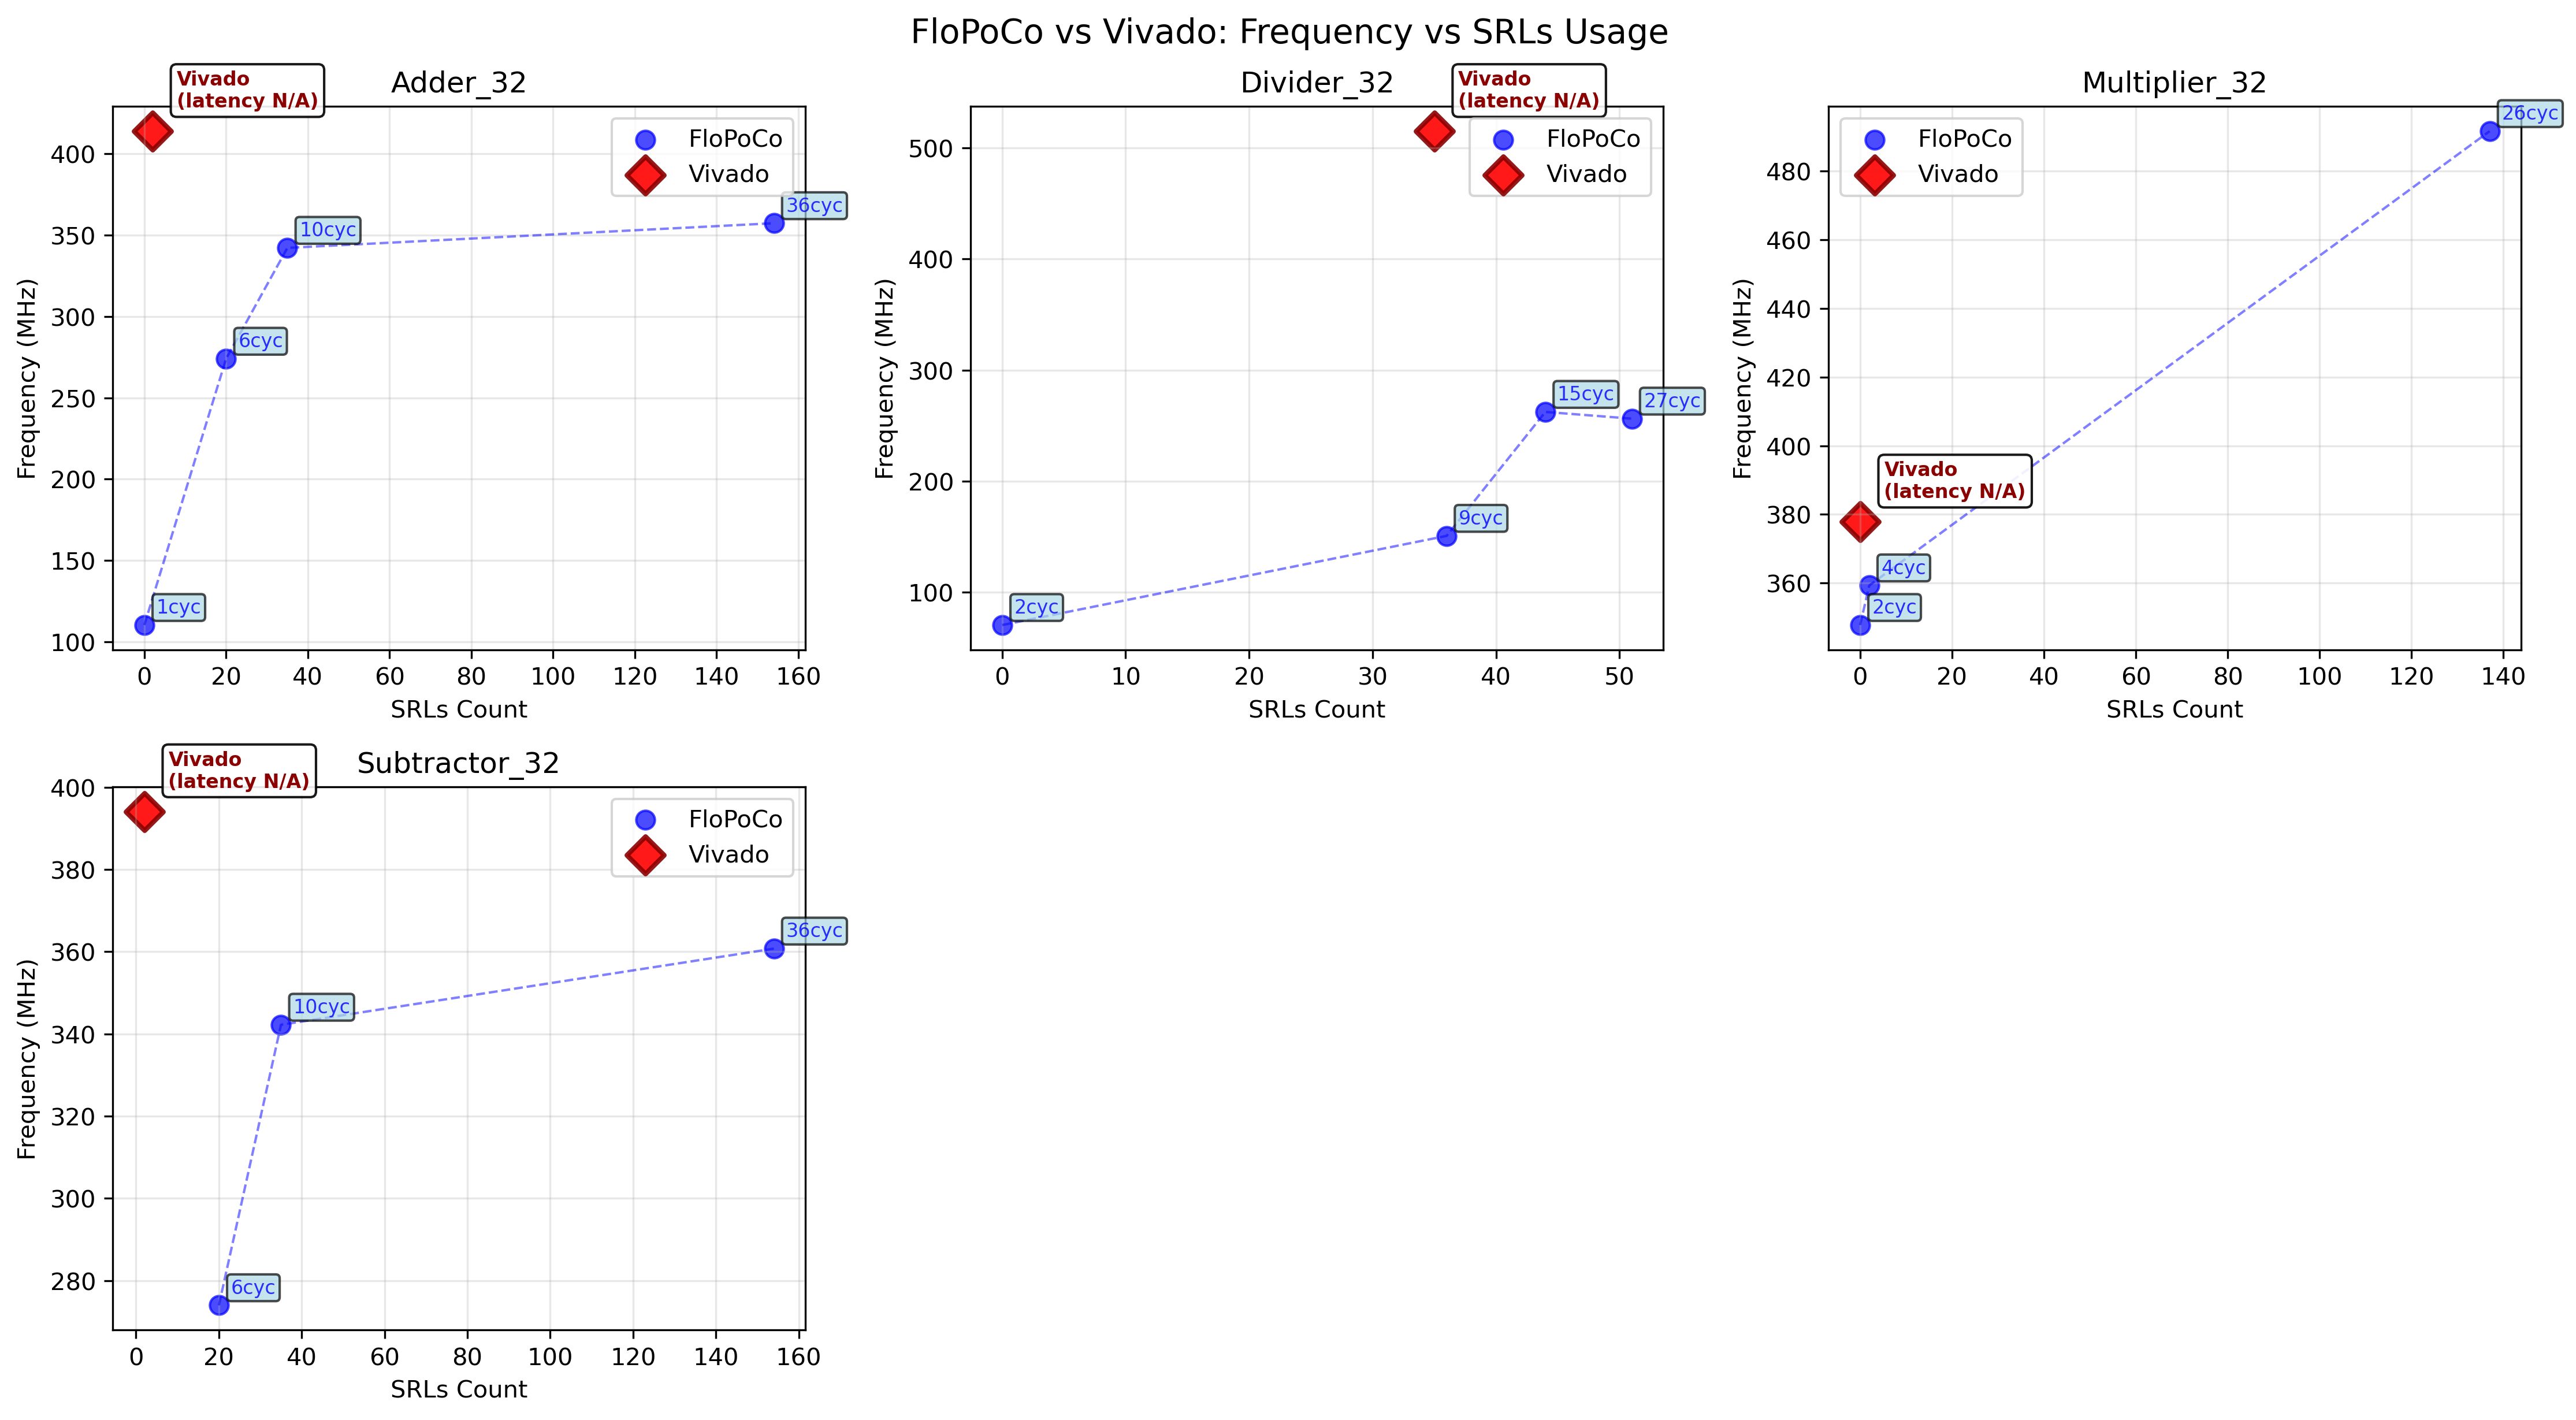 FloPoCo vs Vivado: Frequency vs SRLs Usage
Adder_32
Vivado
(latency N/A)
FloPoCo
Vivado
36cyc
10cyc
6cyc
1cyc
Frequency (MHz)
400
350
300
250
200
150
100
0 20 40 60 80 100 120 140 160
SRLs Count
Divider_32
Vivado
(latency N/A)
FloPoCo
Vivado
15cyc
27cyc
9cyc
2cyc
Frequency (MHz)
500
400
300
200
100
0 10 20 30 40 50
SRLs Count
Multiplier_32
26cyc
FloPoCo
Vivado
Vivado
(latency N/A)
4cyc
2cyc
Frequency (MHz)
480
460
440
420
400
380
360
0 20 40 60 80 100 120 140
SRLs Count
Subtractor_32
Vivado
(latency N/A)
FloPoCo
Vivado
36cyc
10cyc
6cyc
Frequency (MHz)
400
380
360
340
320
300
280
0 20 40 60 80 100 120 140 160
SRLs Count